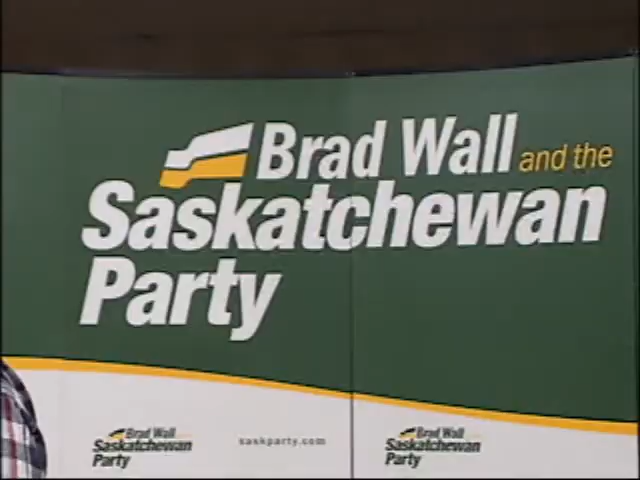 Brad Wall and the
Saskatchewan
Party
Brad Wall
Saskatchewan
Party
saskparty.com
Brad Wall
Saskatchewan
Party